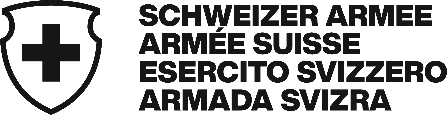 SCHWEIZER ARMEE
ARMÉE SUISSE
ESERCITO SVIZZERO
ARMADA SVIZRA